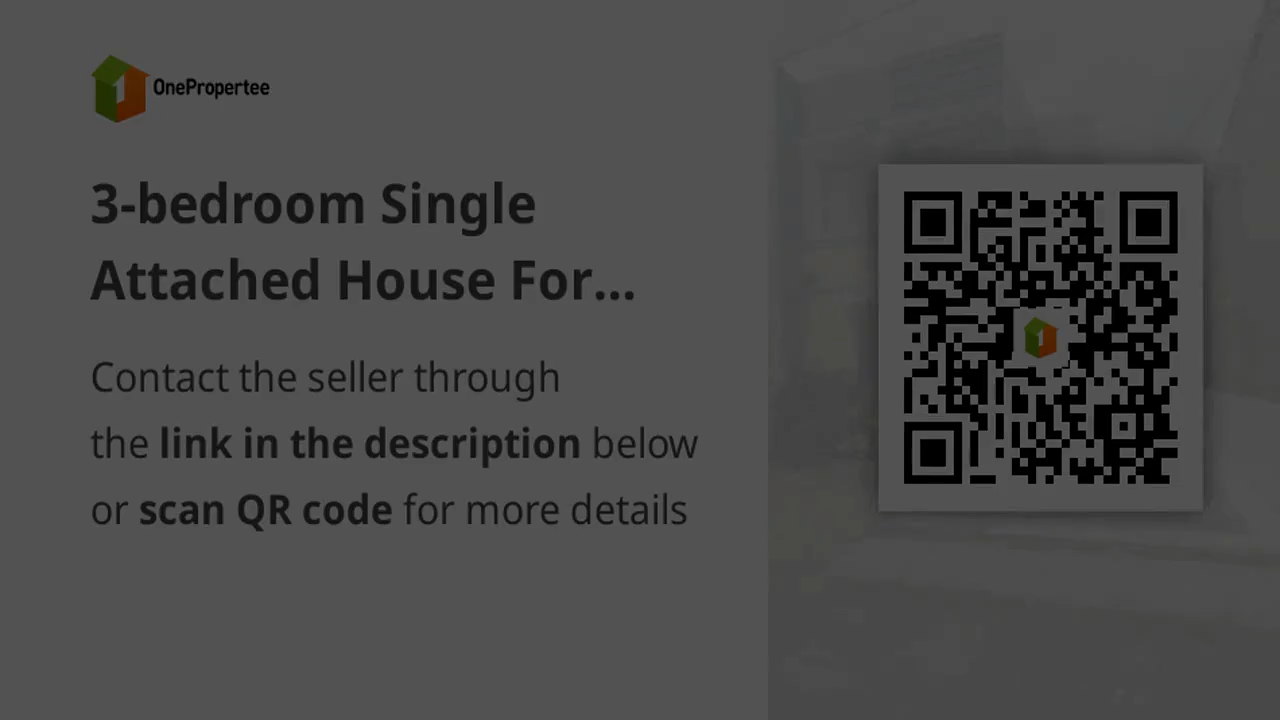 OnePropertee
3-bedroom Single
Attached House For...
Contact the seller through
the link in the description below
or scan QR code for more details